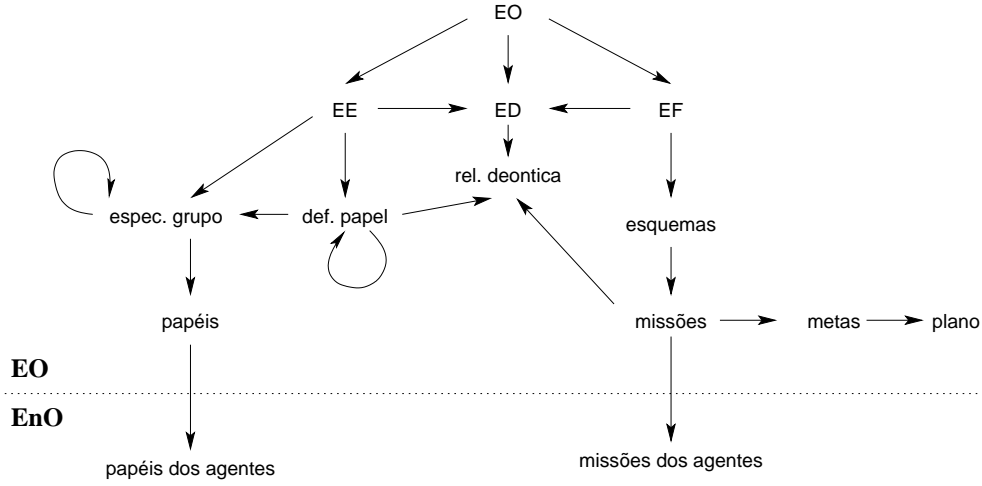 EO
EE
ED
EF
rel. deontica
espec. grupo
def. papel
esquemas
papéis
missões
metas
plano
EO
EnO
papéis dos agentes
missões dos agentes